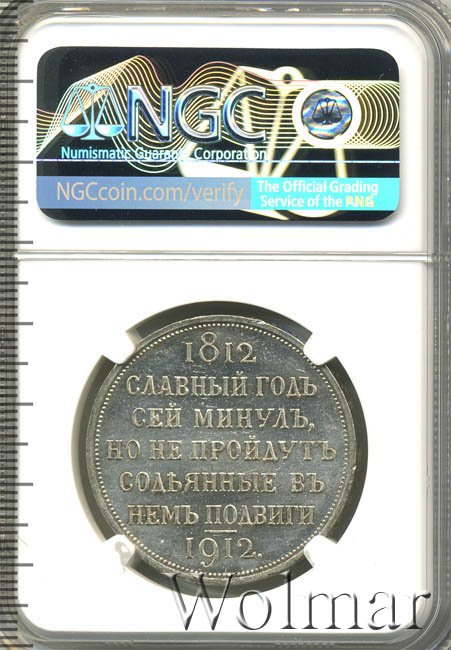 NGC
Numismatic Guaranty Corporation
NGCcoin.com/verify
The Official Grading
Service of the ANG
1812
СЛАВНЫЙ ГОДЪ
СЕЙ МИНУЛЪ,
НО НЕ ПРОЙДУТЪ
СОДѢЯННЫЕ ВЪ
НЕМЪ ПОДВИГИ
1912.
Wolmar